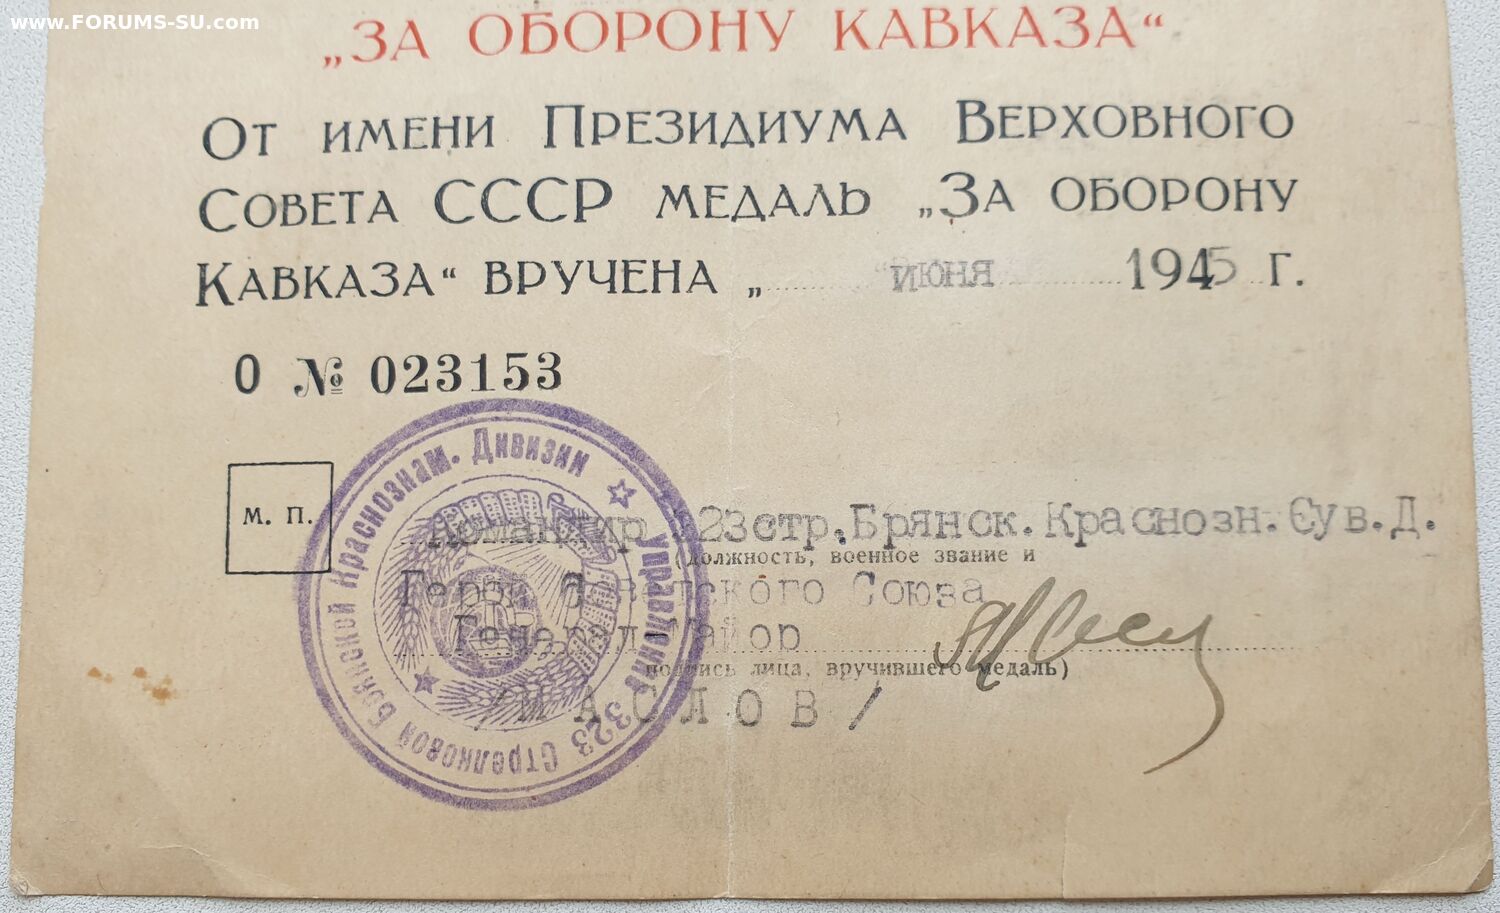 www.FORUMS-SU.com
„ЗА ОБОРОНУ КАВКАЗА“
От имени Президиума Верховного
Совета СССР медаль „За оборону
Кавказа“ вручена „ июня 1945 г.
О № 023153
М. П.
Командир 323стр.Брянск.Краснозн.Сув.Д.
(должность, военное звание и
Герой Советского Союза
Генерал-Майор
подпись лица, вручившего медаль)
/МАСЛОВ/
Управление 323 Стрелковой Брянской Краснознам. Дивизии